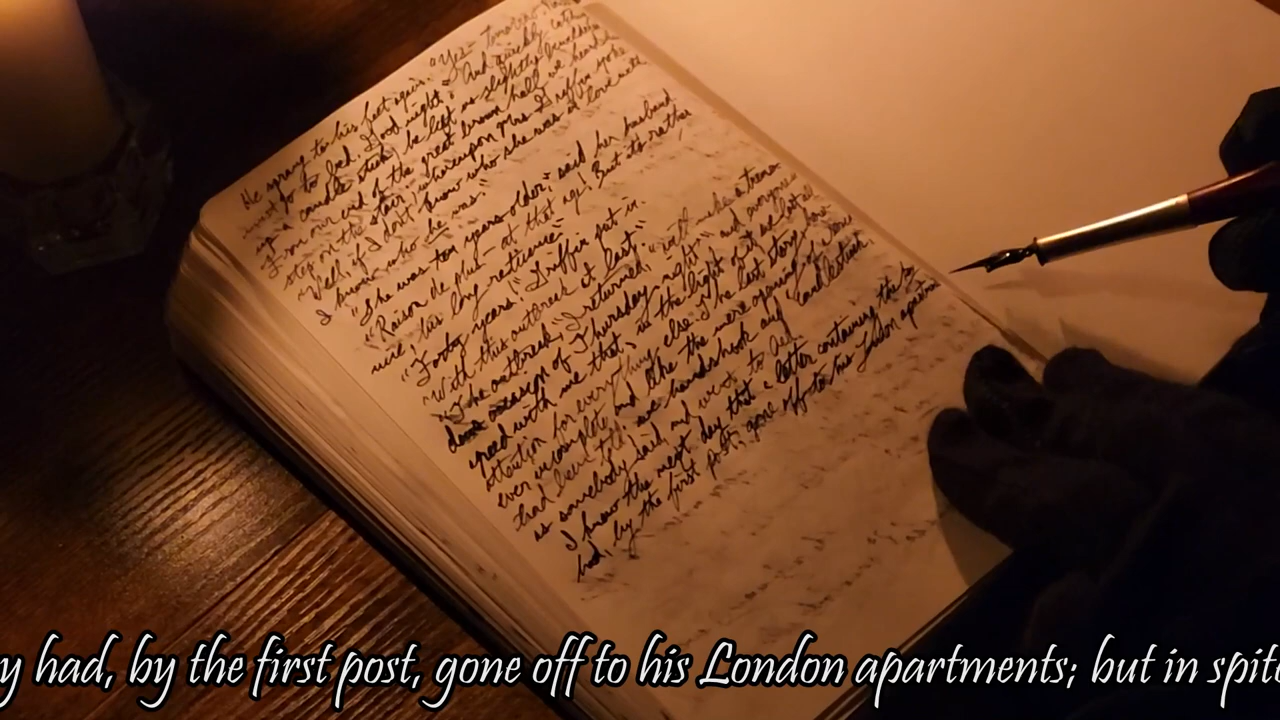 He sprang to his feet again. "Yes— tomorrow
must go to bed. Good night." And quickly catching
up a candle stick, he left us slightly bewildered.
From our end of the great brown hall we heard his
step on the stair; whereupon Mrs. Griffin spoke.
"Well, if I don't know who she was in love with
I know who he was."
"She was ten years older," said her husband
"Raison de plus— at that age! But it's rather
nice, his long reticence."
"Forty years!" Griffin put in.
"With this outbreak at last."
"The outbreak," I returned, "will make a tremen
dous occasion of Thursday night;" and everyone
agreed with me that, in the light of it we lost all
attention for everything else. The last story, how
ever incomplete and like the mere opening of a serial
had been told; we handshook and "candlestuck,"
as somebody said, and went to bed.
I knew the next day that a letter containing the key
had, by the first post, gone off to his London apartments
y had, by the first post, gone off to his London apartments; but in spite